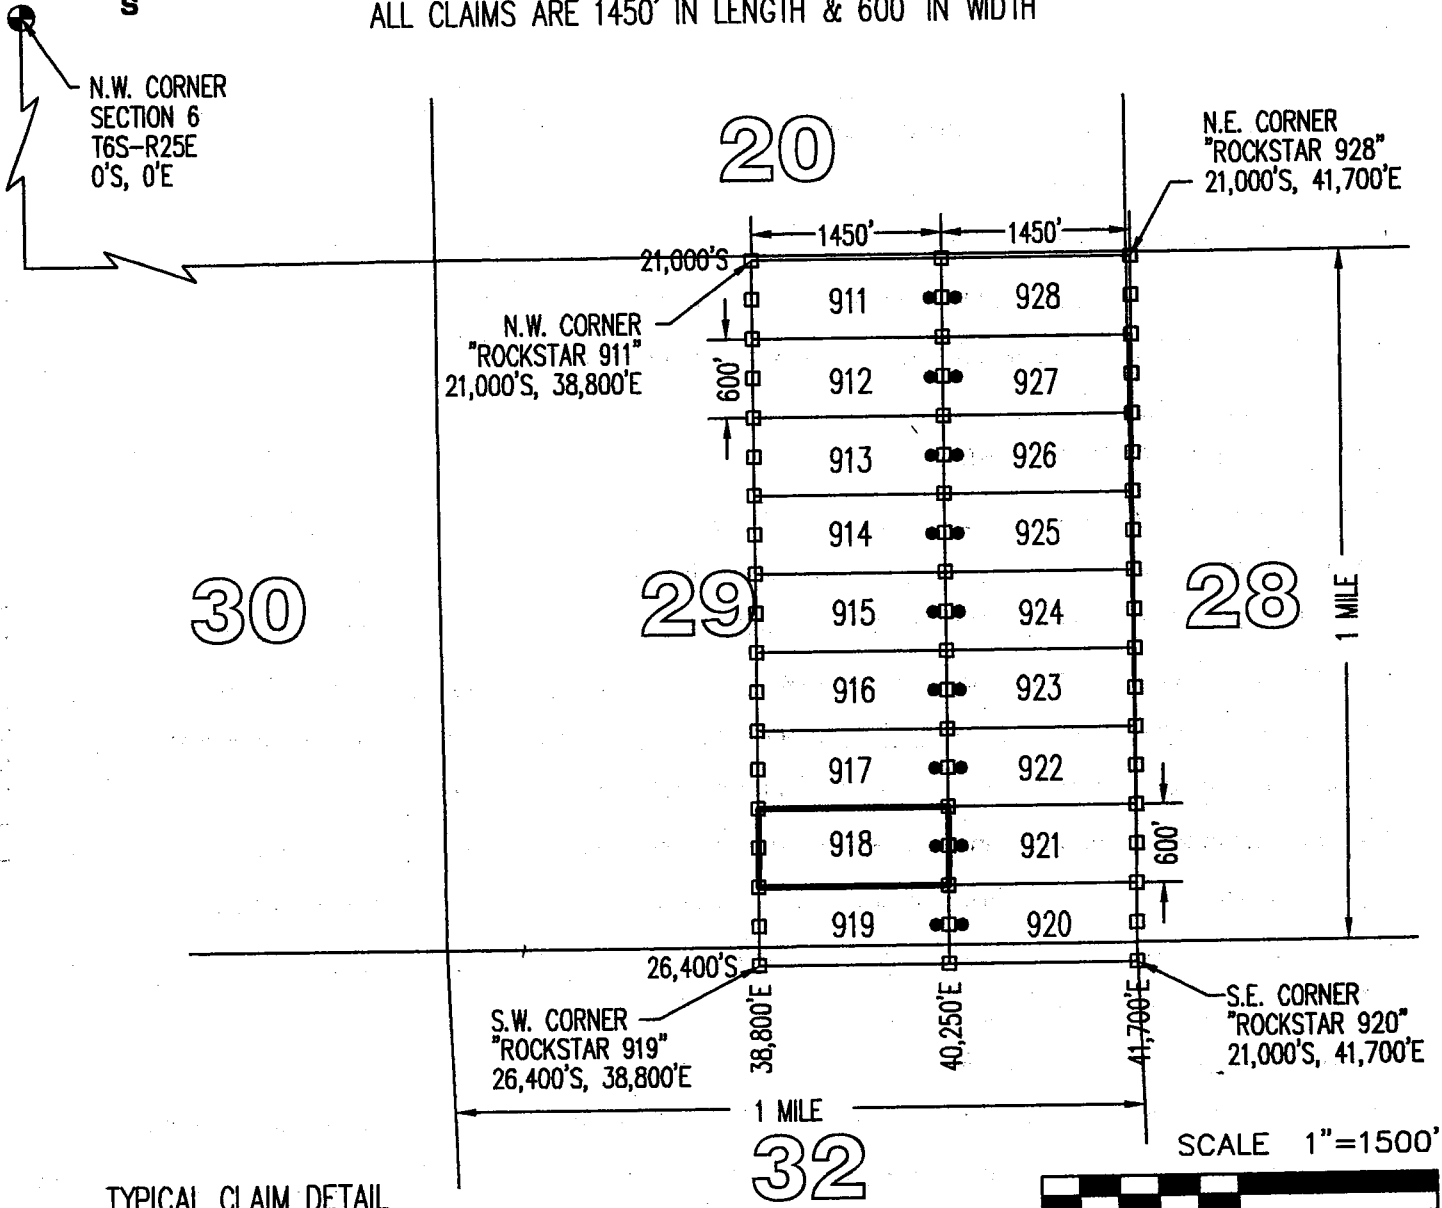 S
ALL CLAIMS ARE 1450' IN LENGTH & 600' IN WIDTH
N.W. CORNER
SECTION 6
T6S-R25E
0'S, 0'E
20
N.E. CORNER
"ROCKSTAR 928"
21,000'S, 41,700'E
1450' 1450'
21,000'S
911 928
N.W. CORNER
"ROCKSTAR 911"
21,000'S, 38,800'E
600'
912 927
913 926
914 925
30
29
28
1 MILE
915 924
916 923
917 922
918 921
600'
919 920
26,400'S
38,800'E
40,250'E
41,700'E
S.W. CORNER
"ROCKSTAR 919"
26,400'S, 38,800'E
S.E. CORNER
"ROCKSTAR 920"
21,000'S, 41,700'E
1 MILE
32
SCALE 1"=1500'
TYPICAL CLAIM DETAIL